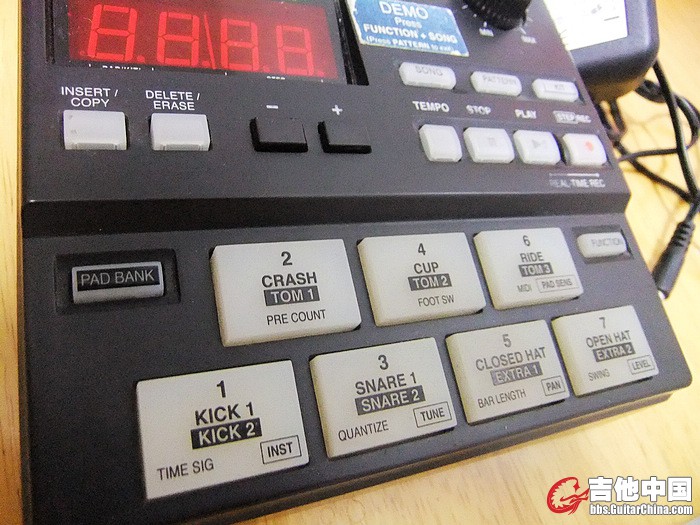 DEMO
Press
FUNCTION + SONG
(Press PATTERN to exit)
INSERT / COPY
DELETE / ERASE
−
+
SONG
PATTERN
KIT
TEMPO
STOP
PLAY
STEP REC
REAL-TIME REC
PAD BANK
FUNCTION
2
CRASH
TOM 1
PRE COUNT
4
CUP
TOM 2
FOOT SW
6
RIDE
TOM 3
MIDI PAD SENS
1
KICK 1
KICK 2
TIME SIG INST
3
SNARE 1
SNARE 2
QUANTIZE TUNE
5
CLOSED HAT
EXTRA 1
BAR LENGTH PAN
7
OPEN HAT
EXTRA 2
SWING LEVEL
吉他中国
bbs.GuitarChina.com